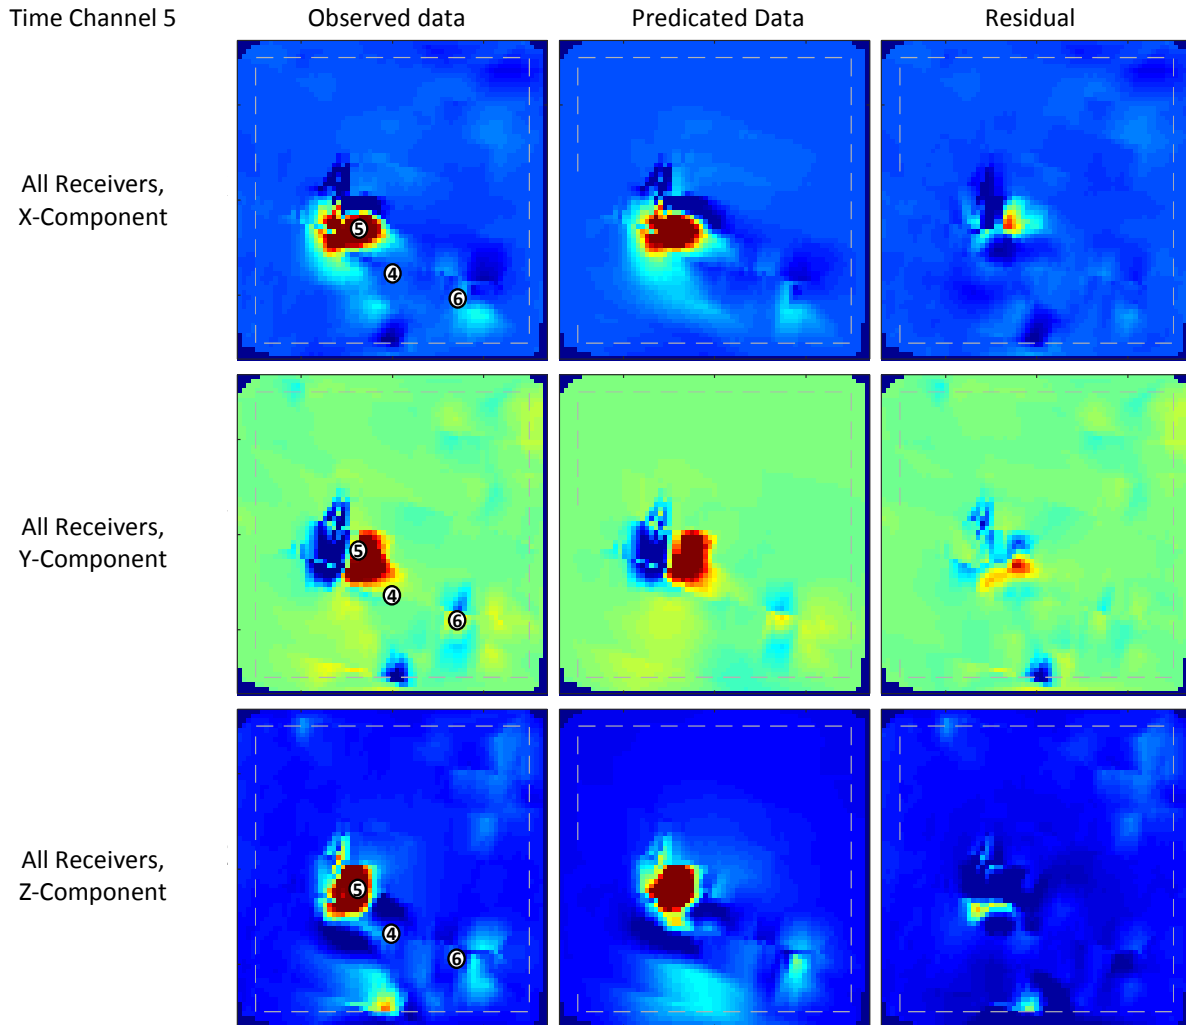 Time Channel 5 Observed data Predicated Data Residual
All Receivers,
X-Component
⑤
④
⑥
All Receivers,
Y-Component
⑤
④
⑥
All Receivers,
Z-Component
⑤
④
⑥